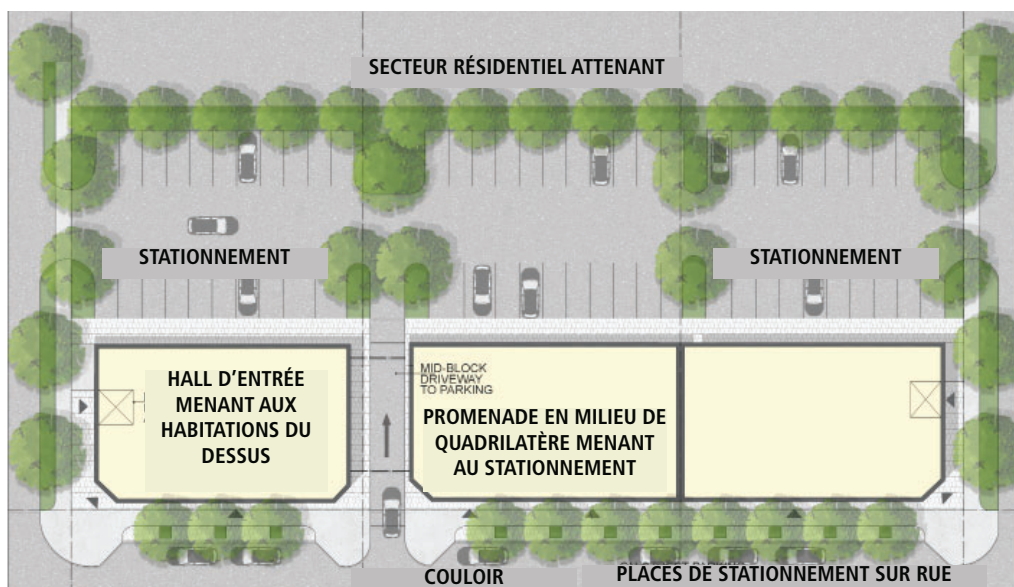 SECTEUR RÉSIDENTIEL ATTENANT
STATIONNEMENT
STATIONNEMENT
HALL D’ENTRÉE
MENANT AUX
HABITATIONS DU
DESSUS
MID-BLOCK
DRIVEWAY
TO PARKING
PROMENADE EN MILIEU DE
QUADRILATÈRE MENANT
AU STATIONNEMENT
COULOIR
PLACES DE STATIONNEMENT SUR RUE